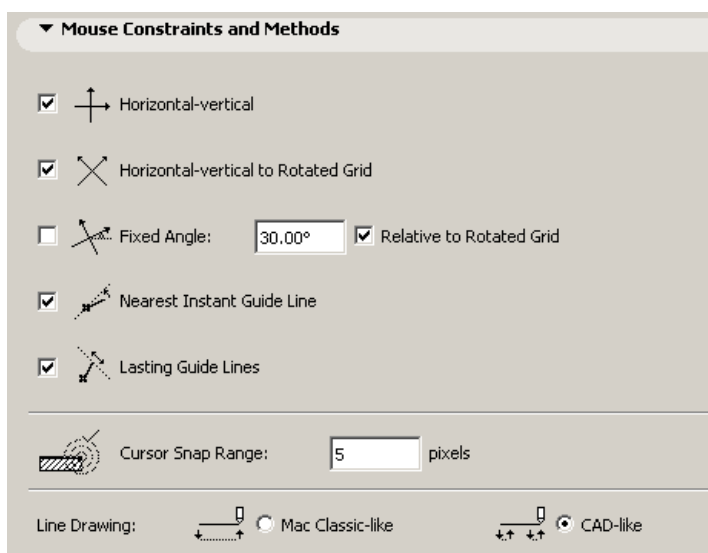 Mouse Constraints and Methods
Horizontal-vertical
Horizontal-vertical to Rotated Grid
Fixed Angle: 30.00° Relative to Rotated Grid
Nearest Instant Guide Line
Lasting Guide Lines
Cursor Snap Range: 5 pixels
Line Drawing: Mac Classic-like CAD-like